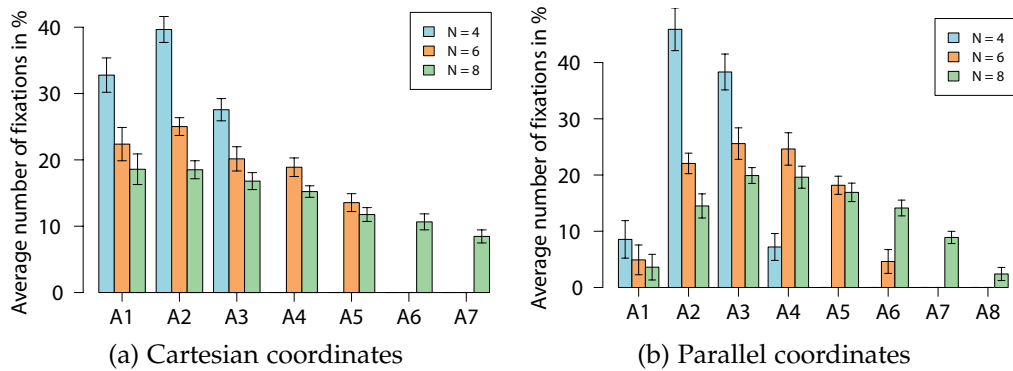 Average number of fixations in %
40
30
20
10
0
N = 4
N = 6
N = 8
A1 A2 A3 A4 A5 A6 A7
(a) Cartesian coordinates
Average number of fixations in %
40
30
20
10
0
N = 4
N = 6
N = 8
A1 A2 A3 A4 A5 A6 A7 A8
(b) Parallel coordinates